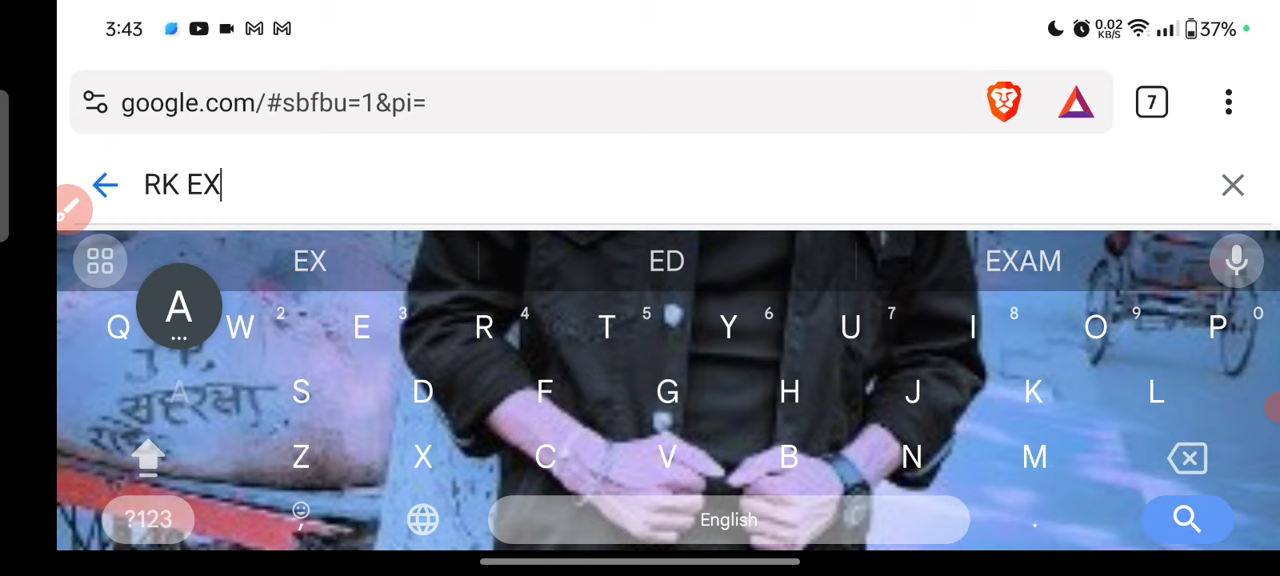 3:43 0.02 KB/S 37%
google.com/#sbfbu=1&pi= 7
RK EX
EX ED EXAM
A
Q W 2 E 3 R 4 T 5 Y 6 U 7 I 8 O 9 P 0
A S D F G H J K L
Z X C V B N M
?123 , English .